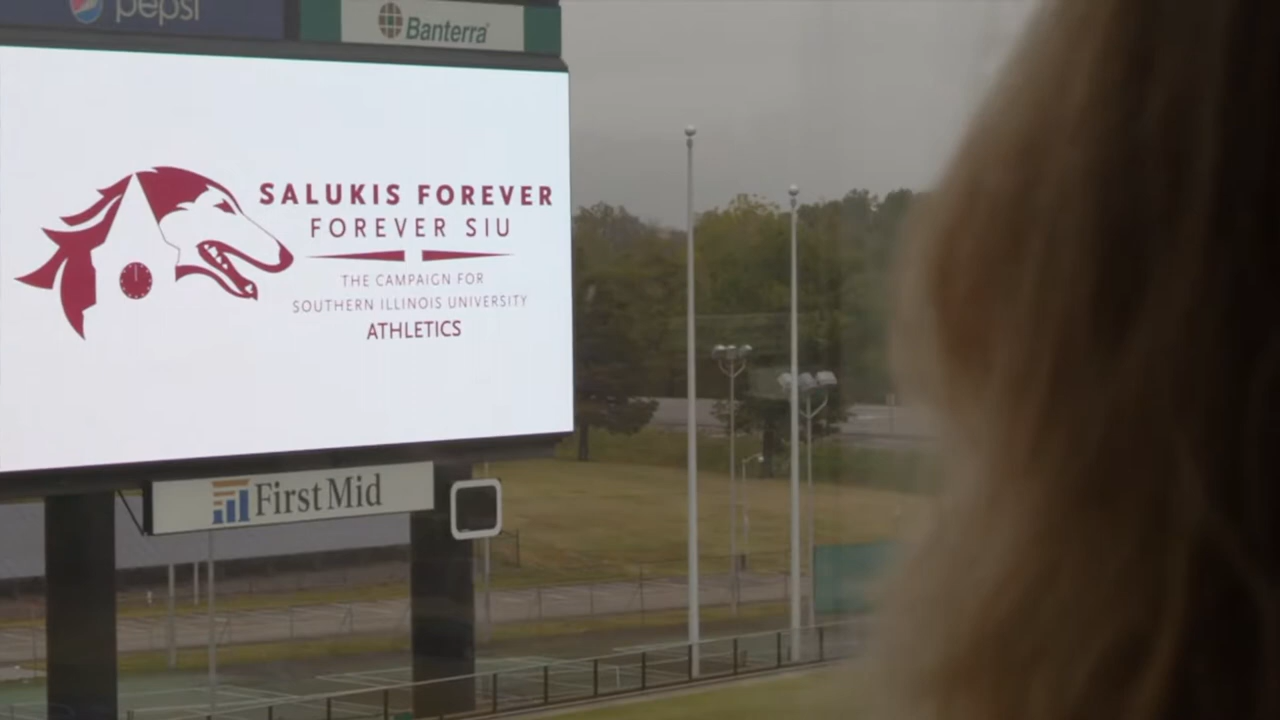 pepsi
Banterra
SALUKIS FOREVER
FOREVER SIU
THE CAMPAIGN FOR
SOUTHERN ILLINOIS UNIVERSITY
ATHLETICS
First Mid